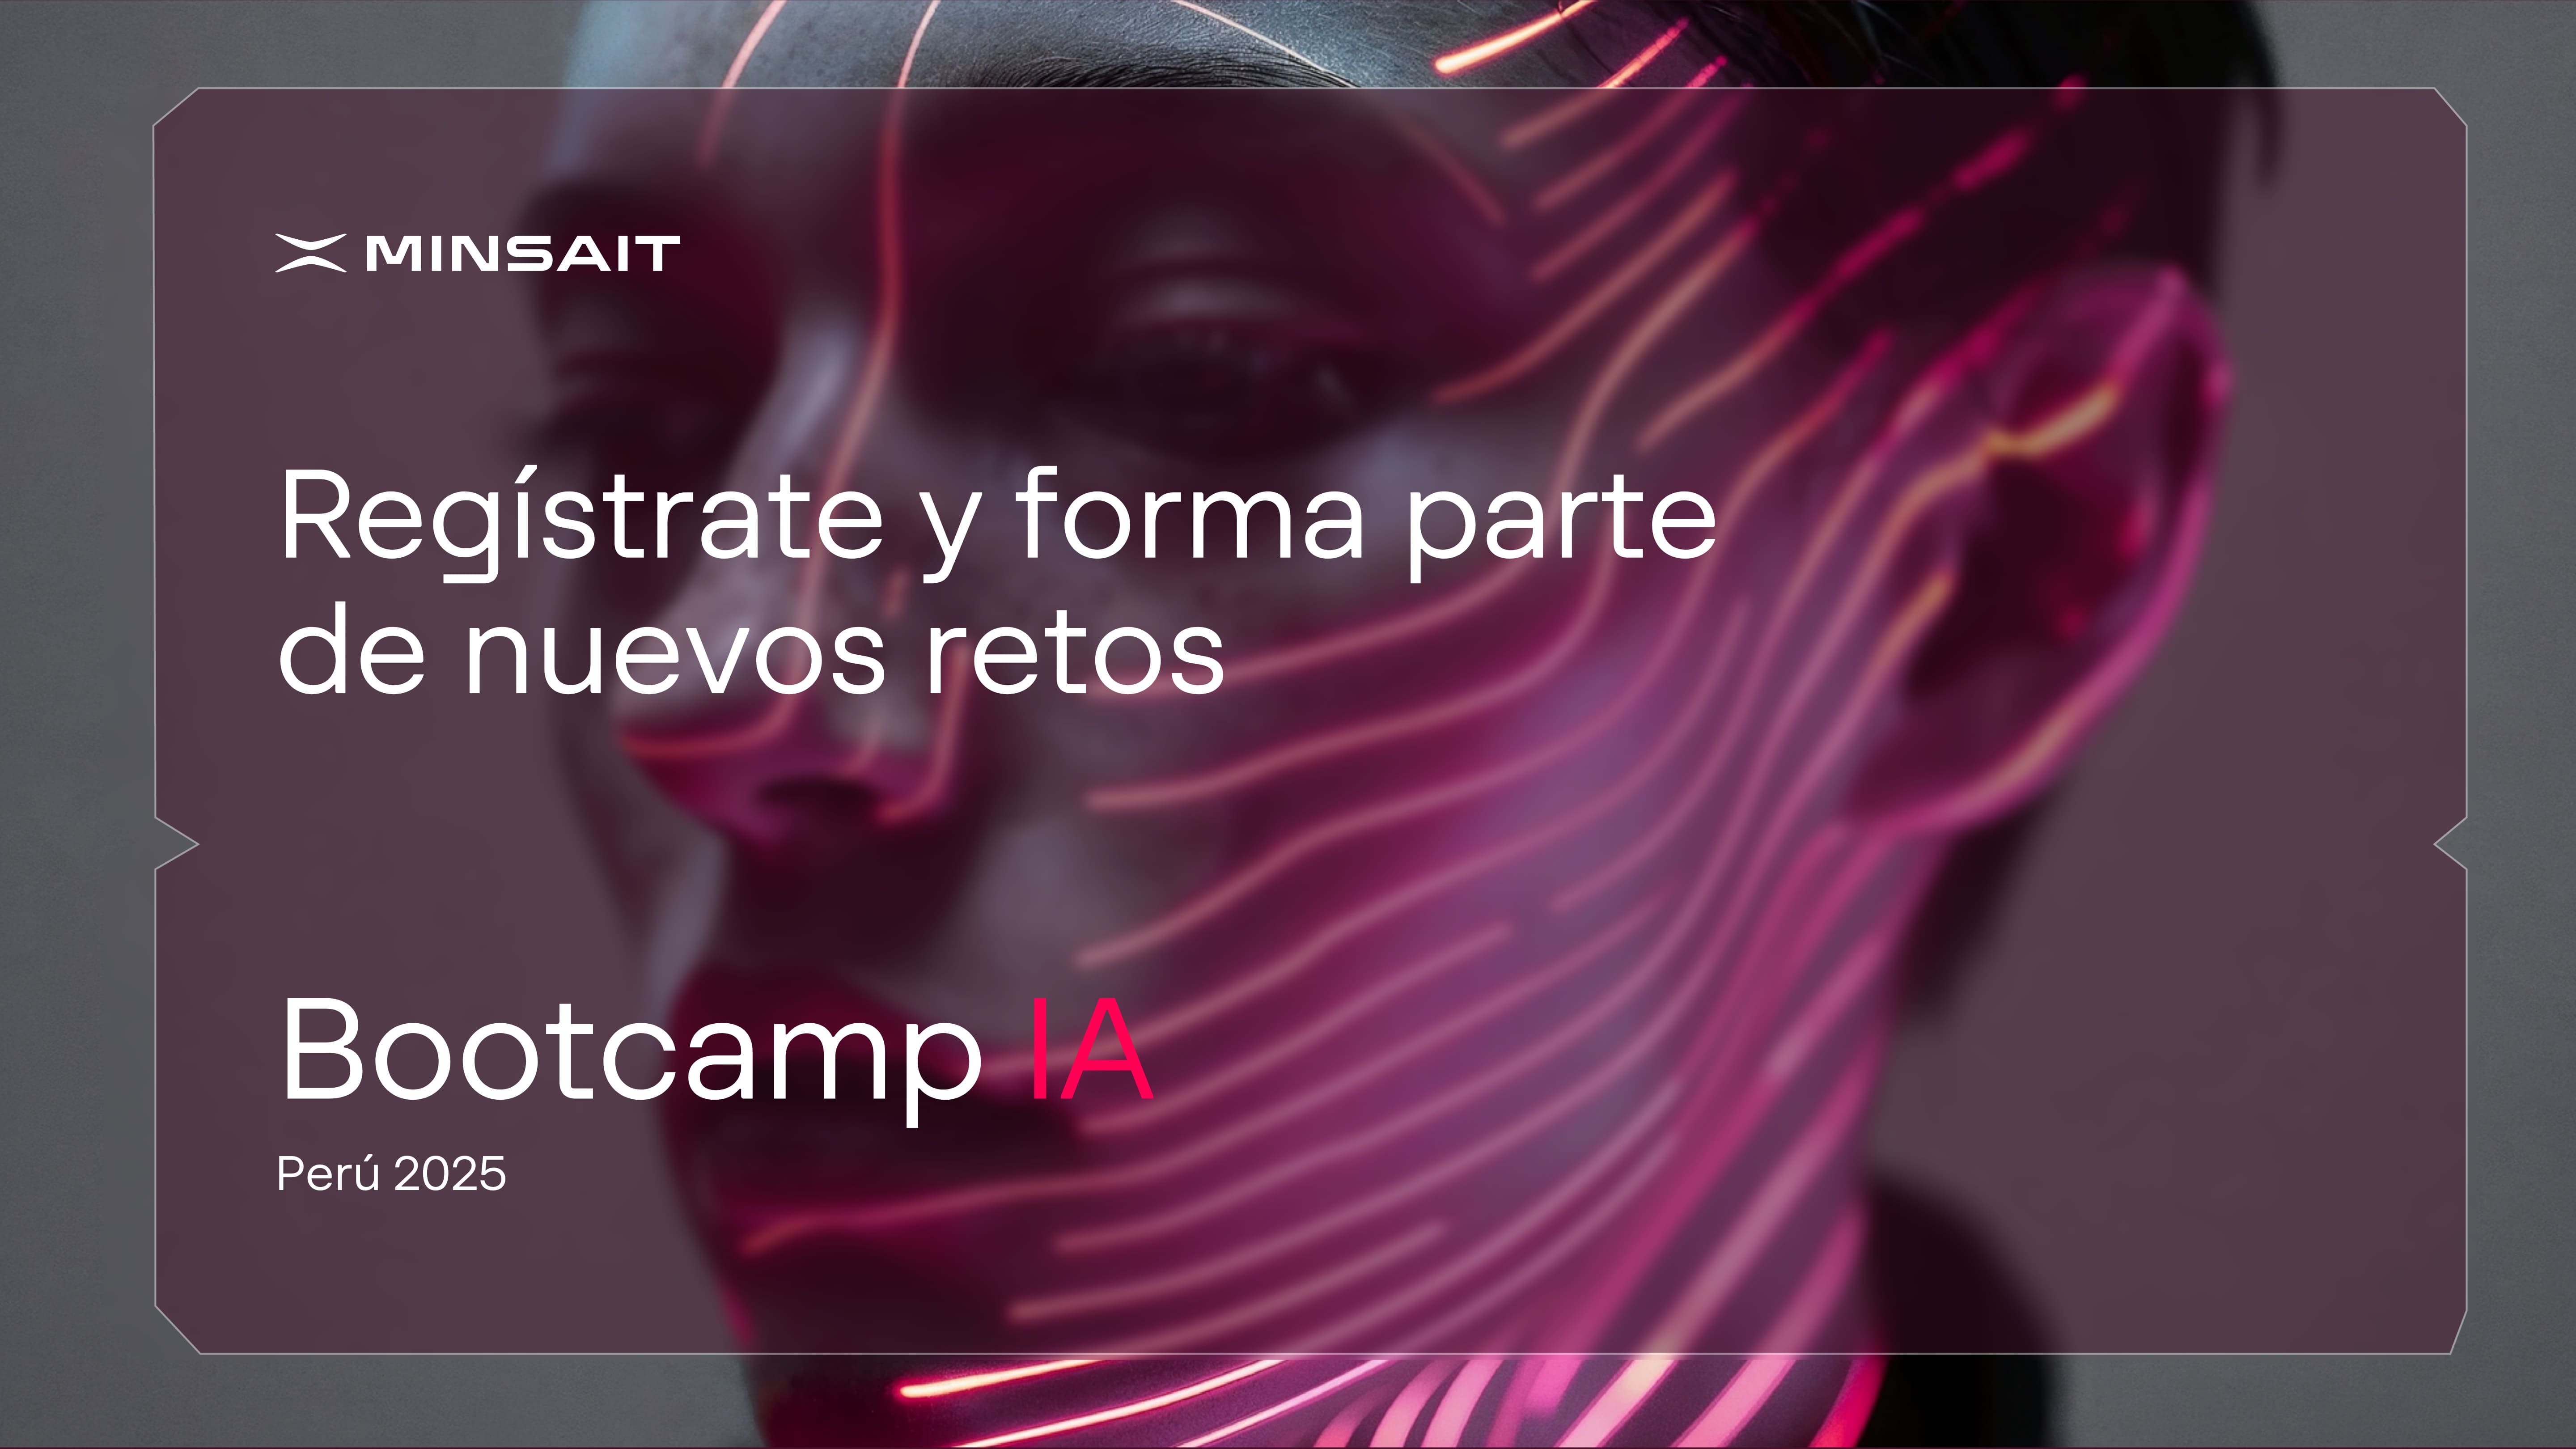 MINSAIT
Regístrate y forma parte
de nuevos retos
Bootcamp IA
Perú 2025